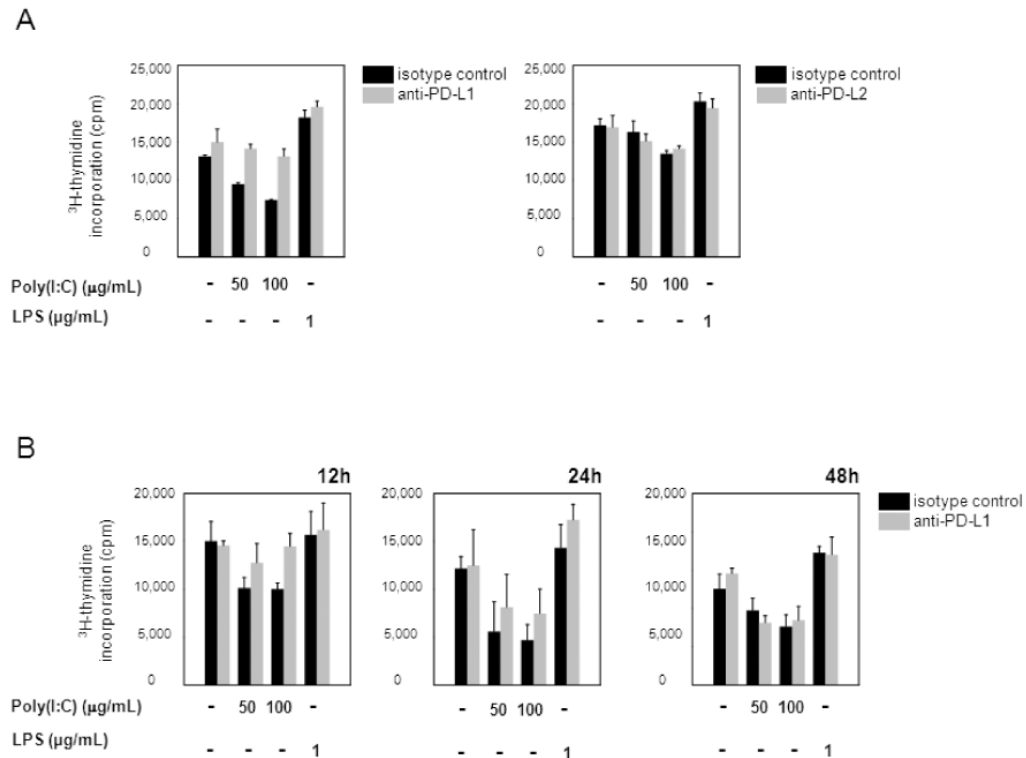 A
25,000
20,000
15,000
10,000
5,000
0
³H-thymidine
incorporation (cpm)
isotype control
anti-PD-L1
25,000
20,000
15,000
10,000
5,000
0
isotype control
anti-PD-L2
Poly(I:C) (µg/mL) - 50 100 - - 50 100 -
LPS (µg/mL) - - - 1 - - - 1
B
12h
24h
48h
20,000
15,000
10,000
5,000
0
³H-thymidine
incorporation (cpm)
20,000
15,000
10,000
5,000
0
20,000
15,000
10,000
5,000
0
isotype control
anti-PD-L1
Poly(I:C) (µg/mL) - 50 100 - - 50 100 - - 50 100 -
LPS (µg/mL) - - - 1 - - - 1 - - - 1